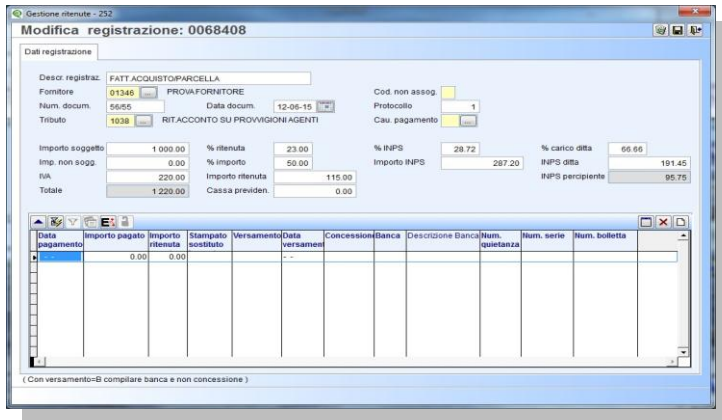 Gestione ritenute - 252
Modifica registrazione: 0068408
Dati registrazione
Descr. registraz. FATT.ACQUISTO/PARCELLA
Fornitore 01346 ... PROVAFORNITORE Cod. non assog.
Num. docum. 56/55 Data docum. 12-06-15 Protocollo 1
Tributo 1038 ... RIT.ACCONTO SU PROVVIGIONI AGENTI Cau. pagamento ...
Importo soggetto 1 000.00 % ritenuta 23.00 % INPS 28.72 % carico ditta 66.66
Imp. non sogg. 0.00 % importo 50.00 Importo INPS 287.20 INPS ditta 191.45
IVA 220.00 Importo ritenuta 115.00 INPS percipiente 95.75
Totale 1 220.00 Cassa previden. 0.00
Data pagamento Importo pagato Importo ritenuta Stampato sostituto Versamento Data versament Concession Banca Descrizione Banca Num. quietanza Num. serie Num. bolletta
- - 0.00 0.00 - -
( Con versamento=B compilare banca e non concessione )